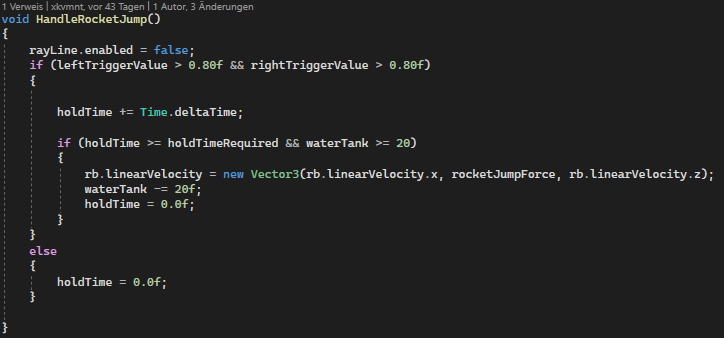 1 Verweis | xkvmnt, vor 43 Tagen | 1 Autor, 3 Änderungen
void HandleRocketJump()
{
    rayLine.enabled = false;
    if (leftTriggerValue > 0.80f && rightTriggerValue > 0.80f)
    {
        holdTime += Time.deltaTime;
        if (holdTime >= holdTimeRequired && waterTank >= 20)
        {
            rb.linearVelocity = new Vector3(rb.linearVelocity.x, rocketJumpForce, rb.linearVelocity.z);
            waterTank -= 20f;
            holdTime = 0.0f;
        }
    }
    else
    {
        holdTime = 0.0f;
    }
}